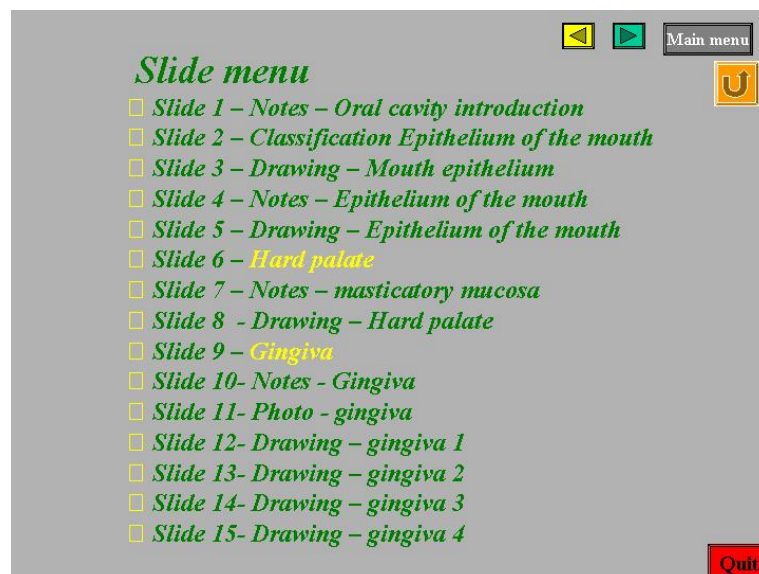 Main menu
Slide menu
Slide 1 – Notes – Oral cavity introduction
Slide 2 – Classification Epithelium of the mouth
Slide 3 – Drawing – Mouth epithelium
Slide 4 – Notes – Epithelium of the mouth
Slide 5 – Drawing – Epithelium of the mouth
Slide 6 – Hard palate
Slide 7 – Notes – masticatory mucosa
Slide 8 - Drawing – Hard palate
Slide 9 – Gingiva
Slide 10- Notes - Gingiva
Slide 11- Photo - gingiva
Slide 12- Drawing – gingiva 1
Slide 13- Drawing – gingiva 2
Slide 14- Drawing – gingiva 3
Slide 15- Drawing – gingiva 4
Quit